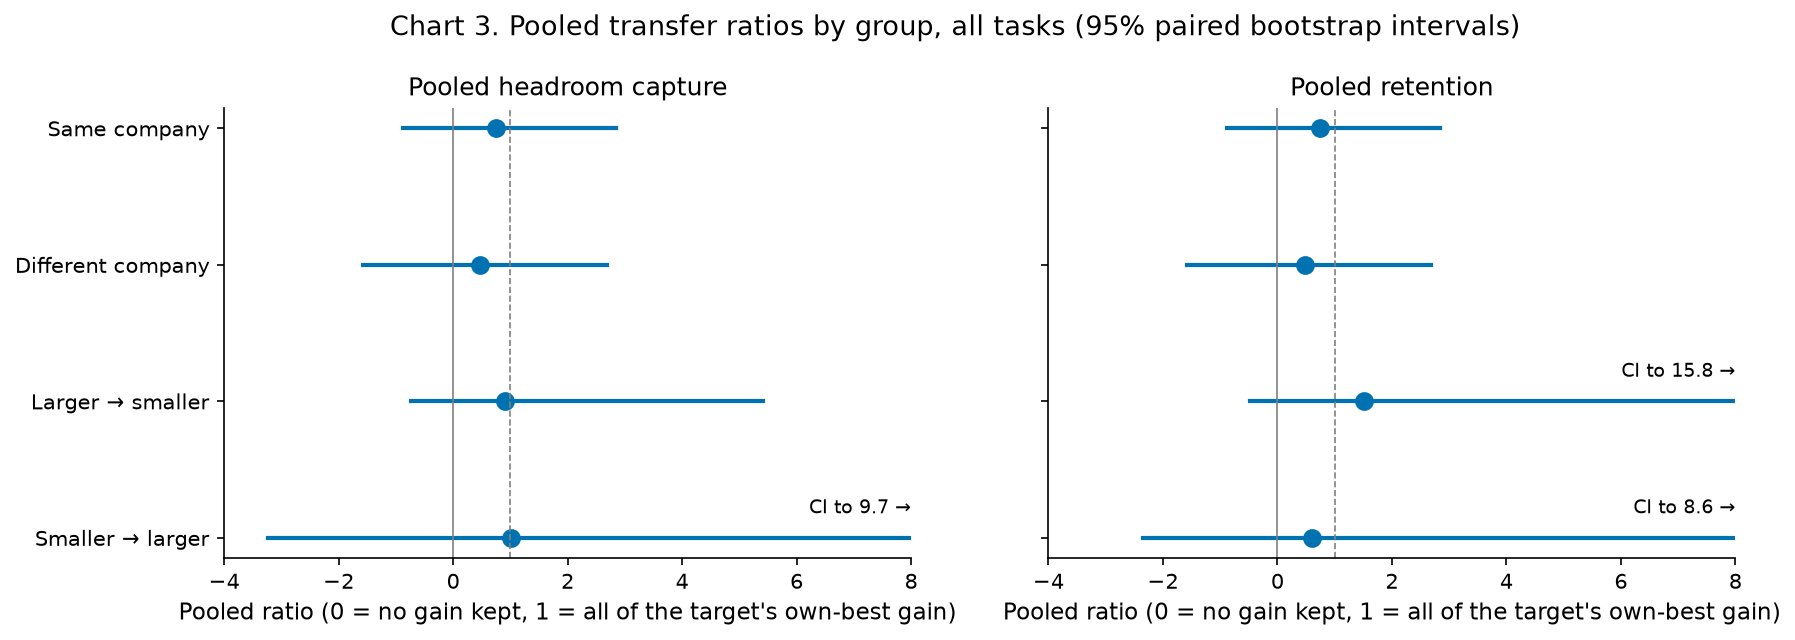 Chart 3. Pooled transfer ratios by group, all tasks (95% paired bootstrap intervals)
Pooled headroom capture
Same company
Different company
Larger → smaller
Smaller → larger
CI to 9.7 →
−4 −2 0 2 4 6 8
Pooled ratio (0 = no gain kept, 1 = all of the target's own-best gain)
Pooled retention
CI to 15.8 →
CI to 8.6 →
−4 −2 0 2 4 6 8
Pooled ratio (0 = no gain kept, 1 = all of the target's own-best gain)